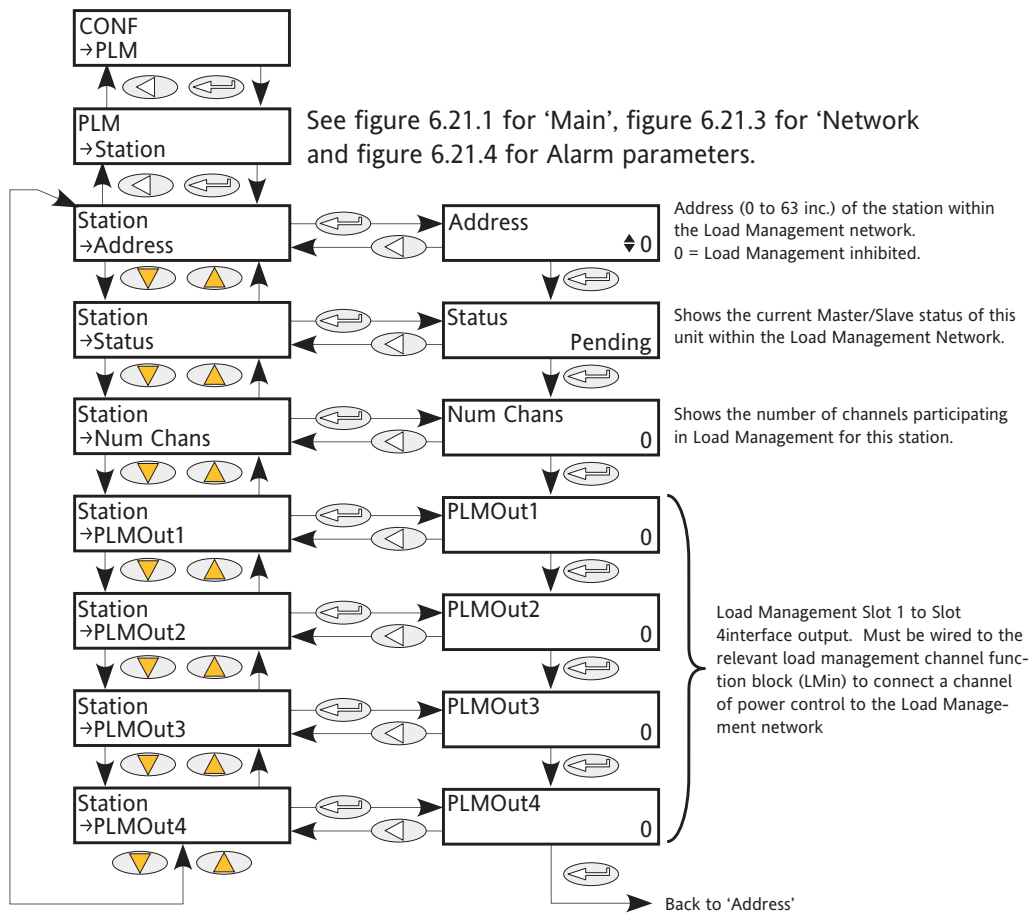 CONF
→PLM
PLM
→Station
See figure 6.21.1 for ‘Main’, figure 6.21.3 for ‘Network
and figure 6.21.4 for Alarm parameters.
Station
→Address
Address
0
Address (0 to 63 inc.) of the station within
the Load Management network.
0 = Load Management inhibited.
Station
→Status
Status
Pending
Shows the current Master/Slave status of this
unit within the Load Management Network.
Station
→Num Chans
Num Chans
0
Shows the number of channels participating
in Load Management for this station.
Station
→PLMOut1
PLMOut1
0
Station
→PLMOut2
PLMOut2
0
Station
→PLMOut3
PLMOut3
0
Station
→PLMOut4
PLMOut4
0
Load Management Slot 1 to Slot
4interface output. Must be wired to the
relevant load management channel func-
tion block (LMin) to connect a channel
of power control to the Load Manage-
ment network
Back to ‘Address’